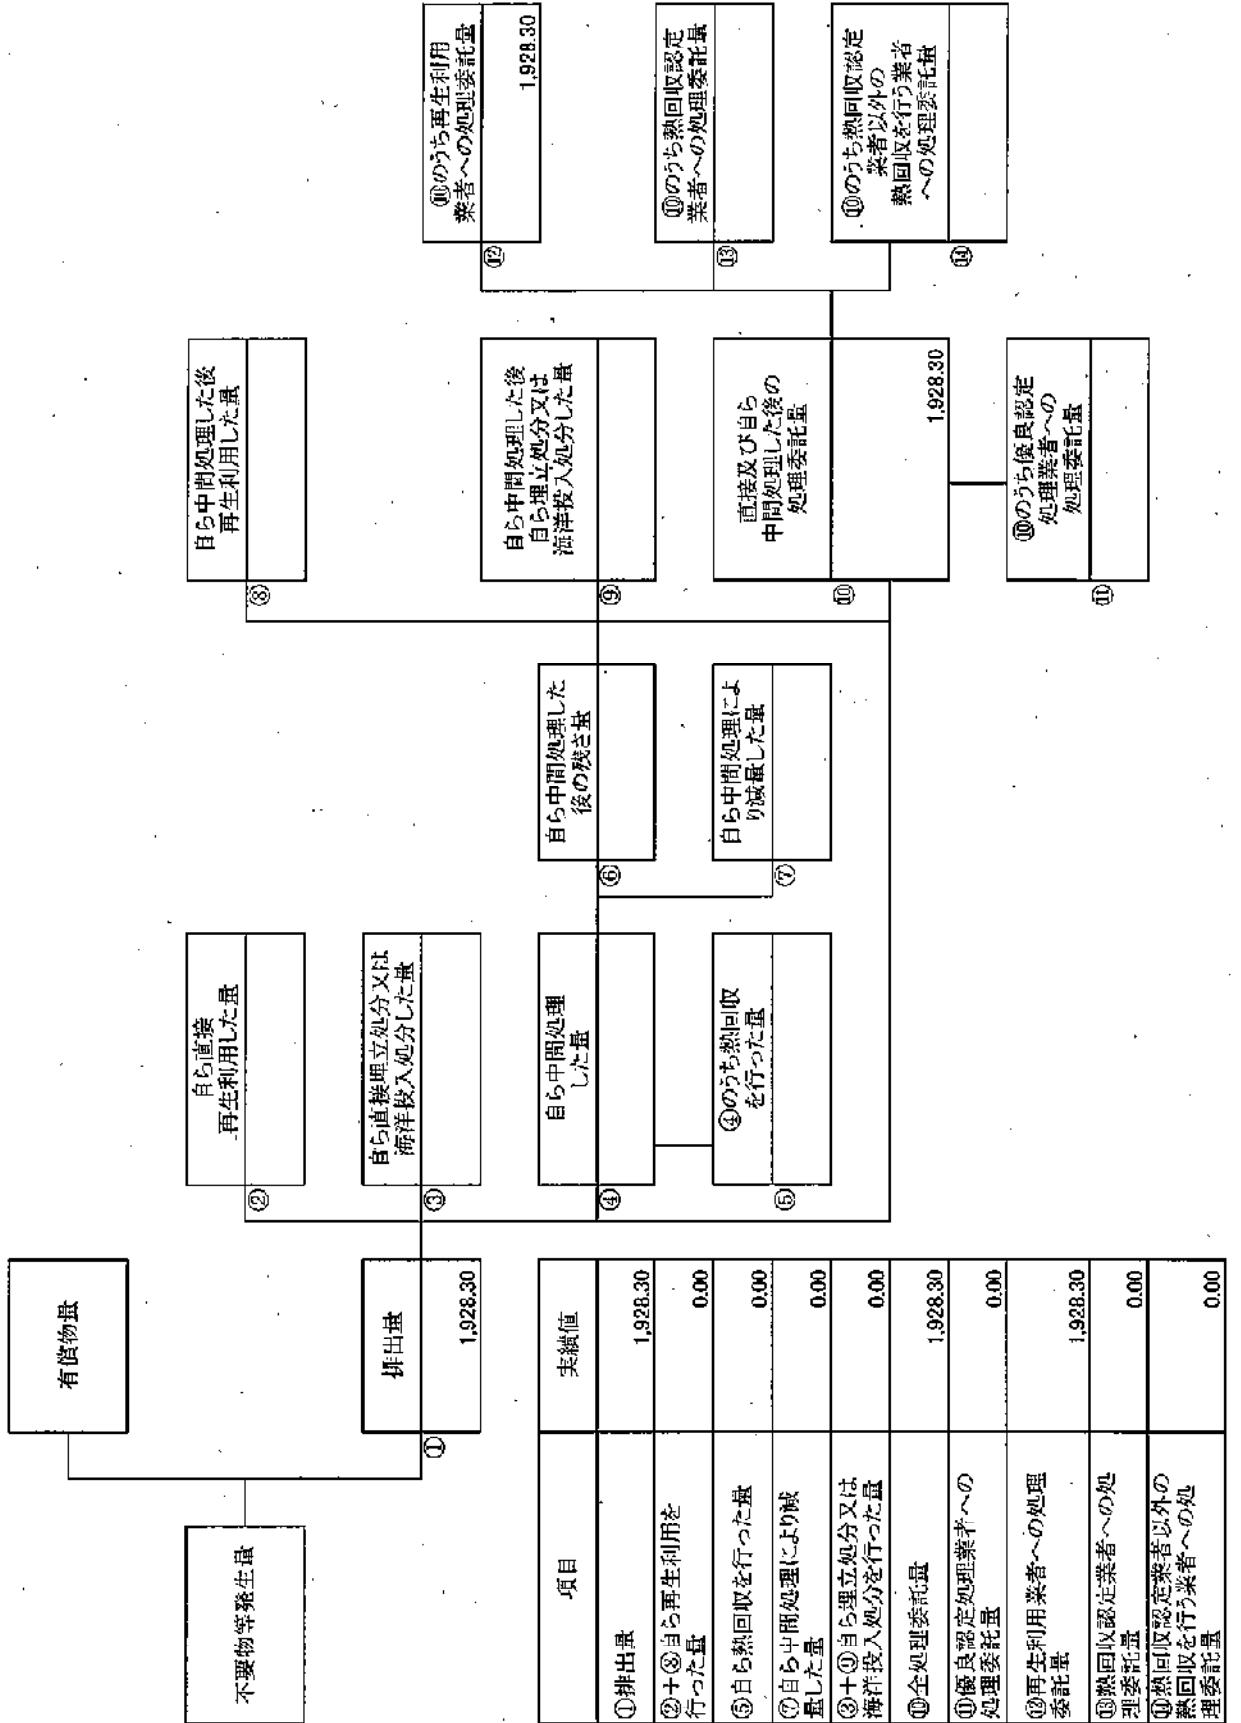 有償物量
不要物等発生量
①
排出量
1,928.30
②
自ら直接
再生利用した量
③
自ら直接埋立処分又は
海洋投入処分した量
④
自ら中間処理
した量
⑤
④のうち熱回収
を行った量
⑥
自ら中間処理した
後の残さ量
⑦
自ら中間処理によ
り減量した量
⑧
自ら中間処理した後
再生利用した量
⑨
自ら中間処理した後
自ら埋立処分又は
海洋投入処分した量
⑩
直接及び自ら
中間処理した後の
処理委託量
1,928.30
⑪
⑩のうち優良認定
処理業者への
処理委託量
⑫
⑩のうち再生利用
業者への処理委託量
1,928.30
⑬
⑩のうち熱回収認定
業者への処理委託量
⑭
⑩のうち熱回収認定
業者以外の
熱回収を行う業者
への処理委託量
項目 実績値
①排出量 1,928.30
②+⑧自ら再生利用を
行った量 0.00
⑤自ら熱回収を行った量 0.00
⑦自ら中間処理により減
量した量 0.00
③+⑨自ら埋立処分又は
海洋投入処分を行った量 0.00
⑩全処理委託量 1,928.30
⑪優良認定処理業者への
処理委託量 0.00
⑫再生利用業者への処理
委託量 1,928.30
⑬熱回収認定業者への処
理委託量 0.00
⑭熱回収認定業者以外の
熱回収を行う業者への処
理委託量 0.00